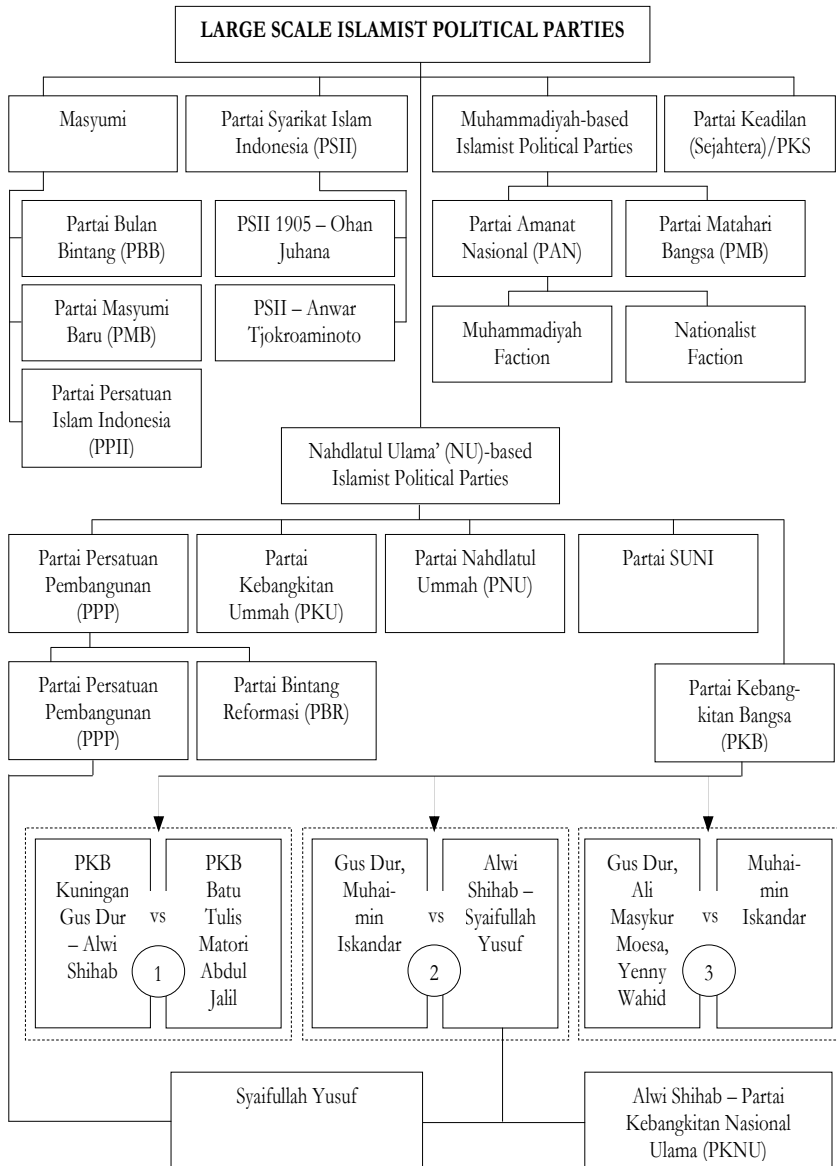 LARGE SCALE ISLAMIST POLITICAL PARTIES
Masyumi
Partai Syarikat Islam
Indonesia (PSII)
Muhammadiyah-based
Islamist Political Parties
Partai Keadilan
(Sejahtera)/PKS
Partai Bulan
Bintang (PBB)
PSII 1905 – Ohan
Juhana
Partai Amanat
Nasional (PAN)
Partai Matahari
Bangsa (PMB)
Partai Masyumi
Baru (PMB)
PSII – Anwar
Tjokroaminoto
Muhammadiyah
Faction
Nationalist
Faction
Partai Persatuan
Islam Indonesia
(PPII)
Nahdlatul Ulama' (NU)-based
Islamist Political Parties
Partai Persatuan
Pembangunan
(PPP)
Partai
Kebangkitan
Ummah (PKU)
Partai Nahdlatul
Ummah (PNU)
Partai SUNI
Partai Persatuan
Pembangunan
(PPP)
Partai Bintang
Reformasi (PBR)
Partai Kebang-
kitan Bangsa
(PKB)
PKB
Kuningan
Gus Dur
– Alwi
Shihab
vs
1
PKB
Batu
Tulis
Matori
Abdul
Jalil
Gus Dur,
Muhai-
min
Iskandar
vs
2
Alwi
Shihab –
Syaifullah
Yusuf
Gus Dur,
Ali
Masykur
Moesa,
Yenny
Wahid
vs
3
Muhai-
min
Iskandar
Syaifullah Yusuf
Alwi Shihab – Partai
Kebangkitan Nasional
Ulama (PKNU)